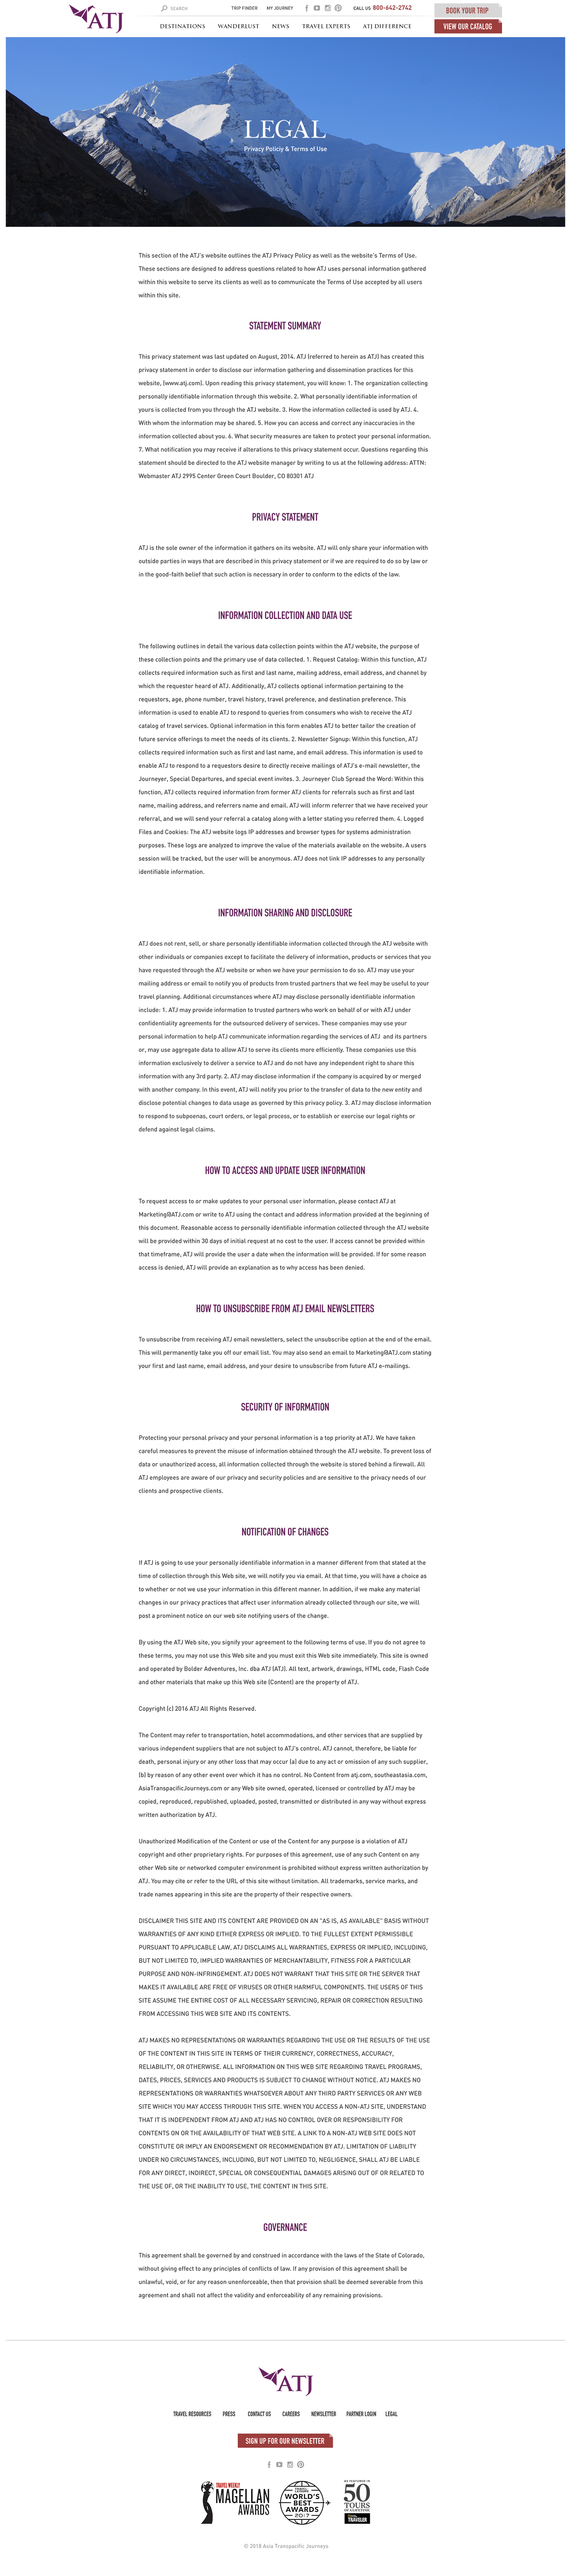 ATJ
SEARCH
TRIP FINDER MY JOURNEY CALL US 800-642-2742
BOOK YOUR TRIP
DESTINATIONS WANDERLUST NEWS TRAVEL EXPERTS ATJ DIFFERENCE
VIEW OUR CATALOG
LEGAL
Privacy Policiy & Terms of Use
This section of the ATJ's website outlines the ATJ Privacy Policy as well as the website's Terms of Use.
These sections are designed to address questions related to how ATJ uses personal information gathered
within this website to serve its clients as well as to communicate the Terms of Use accepted by all users
within this site.
STATEMENT SUMMARY
This privacy statement was last updated on August, 2014. ATJ (referred to herein as ATJ) has created this
privacy statement in order to disclose our information gathering and dissemination practices for this
website, (www.atj.com). Upon reading this privacy statement, you will know: 1. The organization collecting
personally identifiable information through this website. 2. What personally identifiable information of
yours is collected from you through the ATJ website. 3. How the information collected is used by ATJ. 4.
With whom the information may be shared. 5. How you can access and correct any inaccuracies in the
information collected about you. 6. What security measures are taken to protect your personal information.
7. What notification you may receive if alterations to this privacy statement occur. Questions regarding this
statement should be directed to the ATJ website manager by writing to us at the following address: ATTN:
Webmaster ATJ 2995 Center Green Court Boulder, CO 80301 ATJ
PRIVACY STATEMENT
ATJ is the sole owner of the information it gathers on its website. ATJ will only share your information with
outside parties in ways that are described in this privacy statement or if we are required to do so by law or
in the good-faith belief that such action is necessary in order to conform to the edicts of the law.
INFORMATION COLLECTION AND DATA USE
The following outlines in detail the various data collection points within the ATJ website, the purpose of
these collection points and the primary use of data collected. 1. Request Catalog: Within this function, ATJ
collects required information such as first and last name, mailing address, email address, and channel by
which the requestor heard of ATJ. Additionally, ATJ collects optional information pertaining to the
requestors, age, phone number, travel history, travel preference, and destination preference. This
information is used to enable ATJ to respond to queries from consumers who wish to receive the ATJ
catalog of travel services. Optional information in this form enables ATJ to better tailor the creation of
future service offerings to meet the needs of its clients. 2. Newsletter Signup: Within this function, ATJ
collects required information such as first and last name, and email address. This information is used to
enable ATJ to respond to a requestors desire to directly receive mailings of ATJ's e-mail newsletter, the
Journeyer, Special Departures, and special event invites. 3. Journeyer Club Spread the Word: Within this
function, ATJ collects required information from former ATJ clients for referrals such as first and last
name, mailing address, and referrers name and email. ATJ will inform referrer that we have received your
referral, and we will send your referral a catalog along with a letter stating you referred them. 4. Logged
Files and Cookies: The ATJ website logs IP addresses and browser types for systems administration
purposes. These logs are analyzed to improve the value of the materials available on the website. A users
session will be tracked, but the user will be anonymous. ATJ does not link IP addresses to any personally
identifiable information.
INFORMATION SHARING AND DISCLOSURE
ATJ does not rent, sell, or share personally identifiable information collected through the ATJ website with
other individuals or companies except to facilitate the delivery of information, products or services that you
have requested through the ATJ website or when we have your permission to do so. ATJ may use your
mailing address or email to notify you of products from trusted partners that we feel may be useful to your
travel planning. Additional circumstances where ATJ may disclose personally identifiable information
include: 1. ATJ may provide information to trusted partners who work on behalf of or with ATJ under
confidentiality agreements for the outsourced delivery of services. These companies may use your
personal information to help ATJ communicate information regarding the services of ATJ and its partners
or, may use aggregate data to allow ATJ to serve its clients more efficiently. These companies use this
information exclusively to deliver a service to ATJ and do not have any independent right to share this
information with any 3rd party. 2. ATJ may disclose information if the company is acquired by or merged
with another company. In this event, ATJ will notify you prior to the transfer of data to the new entity and
disclose potential changes to data usage as governed by this privacy policy. 3. ATJ may disclose information
to respond to subpoenas, court orders, or legal process, or to establish or exercise our legal rights or
defend against legal claims.
HOW TO ACCESS AND UPDATE USER INFORMATION
To request access to or make updates to your personal user information, please contact ATJ at
Marketing@ATJ.com or write to ATJ using the contact and address information provided at the beginning of
this document. Reasonable access to personally identifiable information collected through the ATJ website
will be provided within 30 days of initial request at no cost to the user. If access cannot be provided within
that timeframe, ATJ will provide the user a date when the information will be provided. If for some reason
access is denied, ATJ will provide an explanation as to why access has been denied.
HOW TO UNSUBSCRIBE FROM ATJ EMAIL NEWSLETTERS
To unsubscribe from receiving ATJ email newsletters, select the unsubscribe option at the end of the email.
This will permanently take you off our email list. You may also send an email to Marketing@ATJ.com stating
your first and last name, email address, and your desire to unsubscribe from future ATJ e-mailings.
SECURITY OF INFORMATION
Protecting your personal privacy and your personal information is a top priority at ATJ. We have taken
careful measures to prevent the misuse of information obtained through the ATJ website. To prevent loss of
data or unauthorized access, all information collected through the website is stored behind a firewall. All
ATJ employees are aware of our privacy and security policies and are sensitive to the privacy needs of our
clients and prospective clients.
NOTIFICATION OF CHANGES
If ATJ is going to use your personally identifiable information in a manner different from that stated at the
time of collection through this Web site, we will notify you via email. At that time, you will have a choice as
to whether or not we use your information in this different manner. In addition, if we make any material
changes in our privacy practices that affect user information already collected through our site, we will
post a prominent notice on our web site notifying users of the change.
By using the ATJ Web site, you signify your agreement to the following terms of use. If you do not agree to
these terms, you may not use this Web site and you must exit this Web site immediately. This site is owned
and operated by Bolder Adventures, Inc. dba ATJ (ATJ). All text, artwork, drawings, HTML code, Flash Code
and other materials that make up this Web site (Content) are the property of ATJ.
Copyright (c) 2016 ATJ All Rights Reserved.
The Content may refer to transportation, hotel accommodations, and other services that are supplied by
various independent suppliers that are not subject to ATJ's control. ATJ cannot, therefore, be liable for
death, personal injury or any other loss that may occur (a) due to any act or omission of any such supplier,
(b) by reason of any other event over which it has no control. No Content from atj.com, southeastasia.com,
AsiaTranspacificJourneys.com or any Web site owned, operated, licensed or controlled by ATJ may be
copied, reproduced, republished, uploaded, posted, transmitted or distributed in any way without express
written authorization by ATJ.
Unauthorized Modification of the Content or use of the Content for any purpose is a violation of ATJ
copyright and other proprietary rights. For purposes of this agreement, use of any such Content on any
other Web site or networked computer environment is prohibited without express written authorization by
ATJ. You may cite or refer to the URL of this site without limitation. All trademarks, service marks, and
trade names appearing in this site are the property of their respective owners.
DISCLAIMER THIS SITE AND ITS CONTENT ARE PROVIDED ON AN "AS IS, AS AVAILABLE" BASIS WITHOUT
WARRANTIES OF ANY KIND EITHER EXPRESS OR IMPLIED. TO THE FULLEST EXTENT PERMISSIBLE
PURSUANT TO APPLICABLE LAW, ATJ DISCLAIMS ALL WARRANTIES, EXPRESS OR IMPLIED, INCLUDING,
BUT NOT LIMITED TO, IMPLIED WARRANTIES OF MERCHANTABILITY, FITNESS FOR A PARTICULAR
PURPOSE AND NON-INFRINGEMENT. ATJ DOES NOT WARRANT THAT THIS SITE OR THE SERVER THAT
MAKES IT AVAILABLE ARE FREE OF VIRUSES OR OTHER HARMFUL COMPONENTS. THE USERS OF THIS
SITE ASSUME THE ENTIRE COST OF ALL NECESSARY SERVICING, REPAIR OR CORRECTION RESULTING
FROM ACCESSING THIS WEB SITE AND ITS CONTENTS.
ATJ MAKES NO REPRESENTATIONS OR WARRANTIES REGARDING THE USE OR THE RESULTS OF THE USE
OF THE CONTENT IN THIS SITE IN TERMS OF THEIR CURRENCY, CORRECTNESS, ACCURACY,
RELIABILITY, OR OTHERWISE. ALL INFORMATION ON THIS WEB SITE REGARDING TRAVEL PROGRAMS,
DATES, PRICES, SERVICES AND PRODUCTS IS SUBJECT TO CHANGE WITHOUT NOTICE. ATJ MAKES NO
REPRESENTATIONS OR WARRANTIES WHATSOEVER ABOUT ANY THIRD PARTY SERVICES OR ANY WEB
SITE WHICH YOU MAY ACCESS THROUGH THIS SITE. WHEN YOU ACCESS A NON-ATJ SITE, UNDERSTAND
THAT IT IS INDEPENDENT FROM ATJ AND ATJ HAS NO CONTROL OVER OR RESPONSIBILITY FOR
CONTENTS ON OR THE AVAILABILITY OF THAT WEB SITE. A LINK TO A NON-ATJ WEB SITE DOES NOT
CONSTITUTE OR IMPLY AN ENDORSEMENT OR RECOMMENDATION BY ATJ. LIMITATION OF LIABILITY
UNDER NO CIRCUMSTANCES, INCLUDING, BUT NOT LIMITED TO, NEGLIGENCE, SHALL ATJ BE LIABLE
FOR ANY DIRECT, INDIRECT, SPECIAL OR CONSEQUENTIAL DAMAGES ARISING OUT OF OR RELATED TO
THE USE OF, OR THE INABILITY TO USE, THE CONTENT IN THIS SITE.
GOVERNANCE
This agreement shall be governed by and construed in accordance with the laws of the State of Colorado,
without giving effect to any principles of conflicts of law. If any provision of this agreement shall be
unlawful, void, or for any reason unenforceable, then that provision shall be deemed severable from this
agreement and shall not affect the validity and enforceability of any remaining provisions.
ATJ
TRAVEL RESOURCES PRESS CONTACT US CAREERS NEWSLETTER PARTNER LOGIN LEGAL
SIGN UP FOR OUR NEWSLETTER
TRAVEL WEEKLY
MAGELLAN
AWARDS
WORLD'S
BEST
AWARDS
2017
AS FEATURED IN
50
TOURS
OF A LIFETIME
TRAVELER
© 2018 Asia Transpacific Journeys